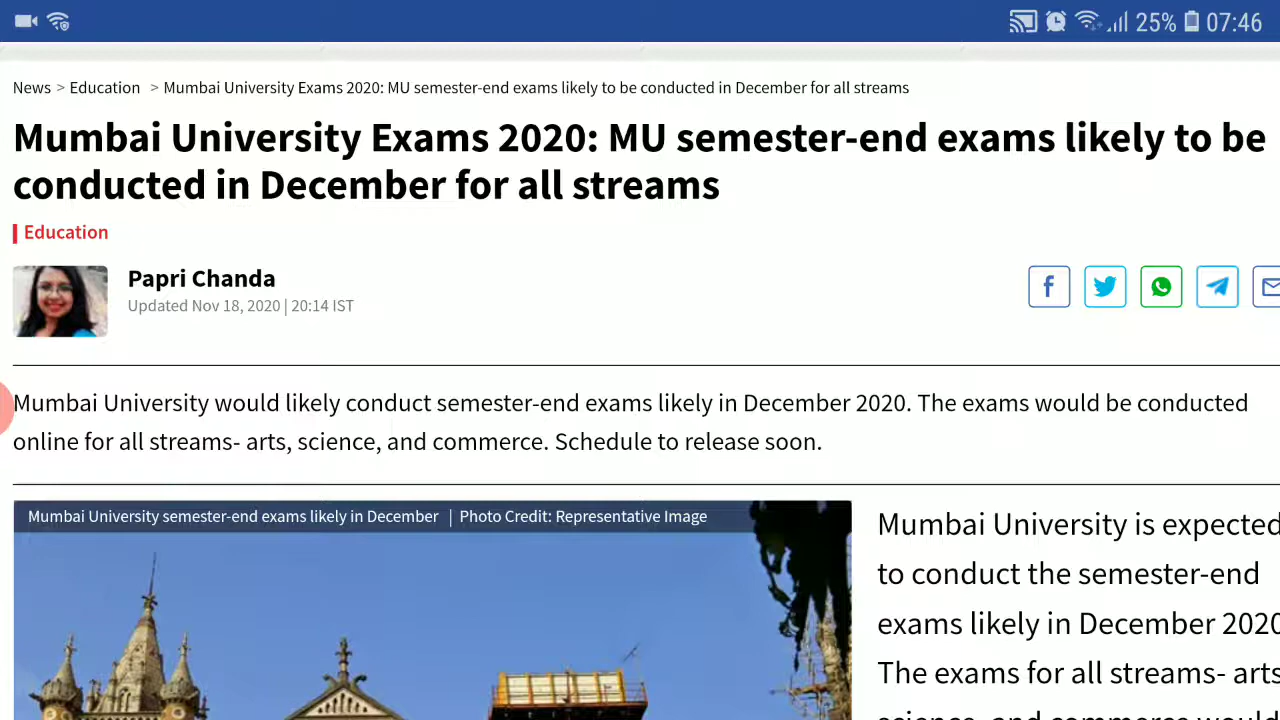 25% 07:46
News > Education > Mumbai University Exams 2020: MU semester-end exams likely to be conducted in December for all streams
Mumbai University Exams 2020: MU semester-end exams likely to be
conducted in December for all streams
Education
Papri Chanda
Updated Nov 18, 2020 | 20:14 IST
Mumbai University would likely conduct semester-end exams likely in December 2020. The exams would be conducted
online for all streams- arts, science, and commerce. Schedule to release soon.
Mumbai University semester-end exams likely in December | Photo Credit: Representative Image
Mumbai University is expected
to conduct the semester-end
exams likely in December 2020
The exams for all streams- arts
science, and commerce would